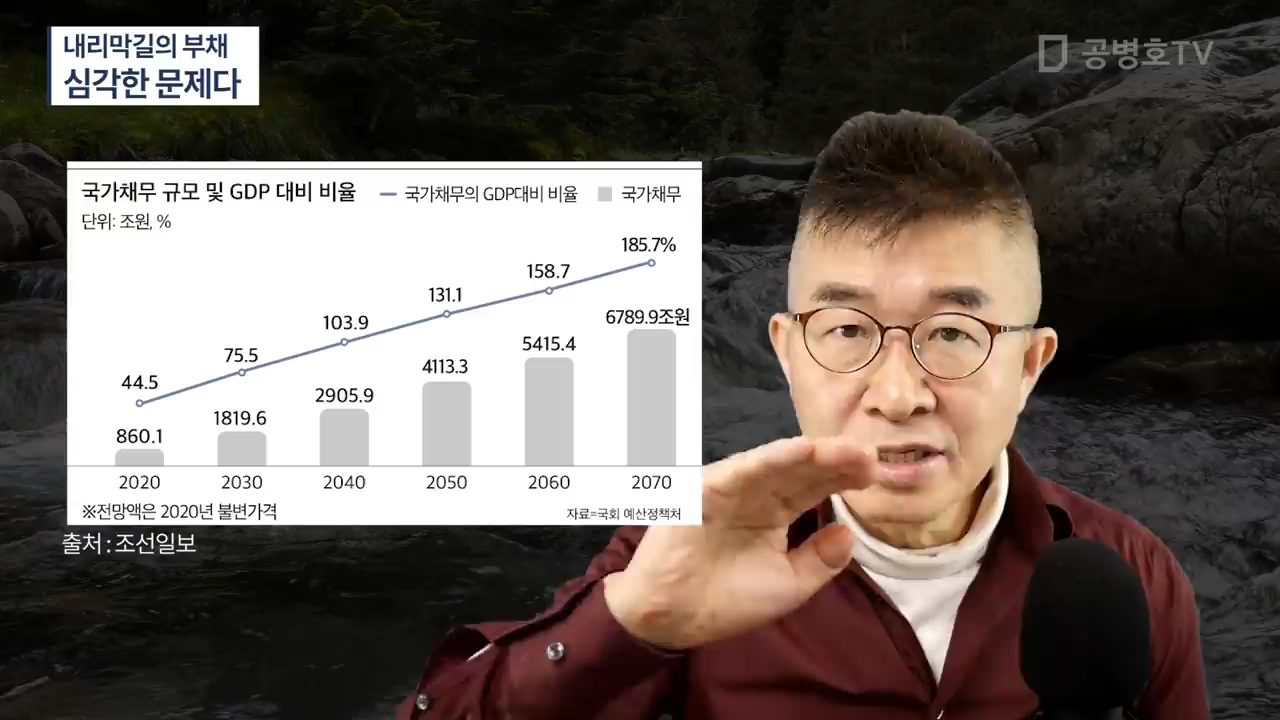 내리막길의 부채
심각한 문제다
공병호TV
국가채무 규모 및 GDP 대비 비율
국가채무의 GDP대비 비율
국가채무
단위: 조원, %
185.7%
158.7
131.1
103.9
75.5
44.5
6789.9조원
5415.4
4113.3
2905.9
1819.6
860.1
2020 2030 2040 2050 2060 2070
※전망액은 2020년 불변가격
자료=국회 예산정책처
출처 : 조선일보